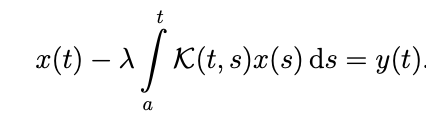 x(t) − λ ∫ₐᵗ 𝒦(t, s)x(s) ds = y(t).